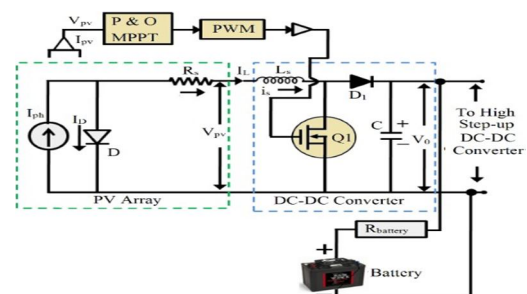 Vpv
Ipv
P & O
MPPT
PWM
Rs
IL
Ls
is
D1
Iph
ID
D
Vpv
Q1
C
+
V0
To High
Step-up
DC-DC
Converter
PV Array
DC-DC Converter
Rbattery
+
Battery